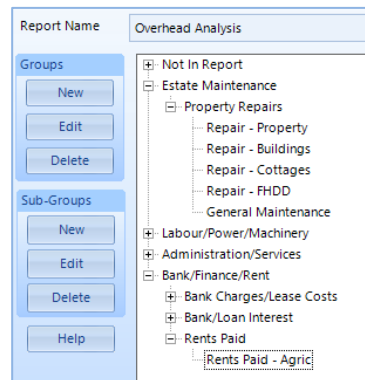 Report Name
Overhead Analysis
Groups
New
Edit
Delete
Sub-Groups
New
Edit
Delete
Help
Not In Report
Estate Maintenance
Property Repairs
Repair - Property
Repair - Buildings
Repair - Cottages
Repair - FHDD
General Maintenance
Labour/Power/Machinery
Administration/Services
Bank/Finance/Rent
Bank Charges/Lease Costs
Bank/Loan Interest
Rents Paid
Rents Paid - Agric